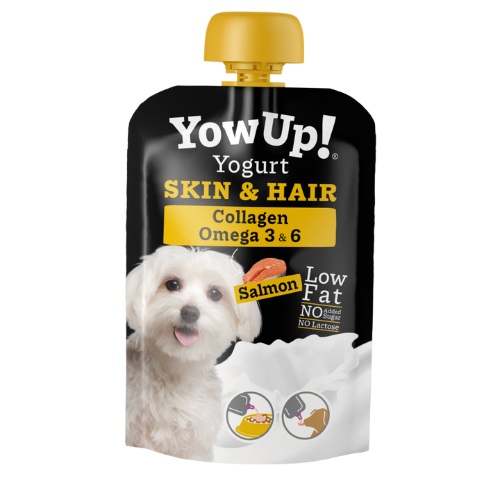 YowUp!®
Yogurt
SKIN & HAIR
Collagen
Omega 3 & 6
Salmon
Low
Fat
NO Added Sugar
NO Lactose